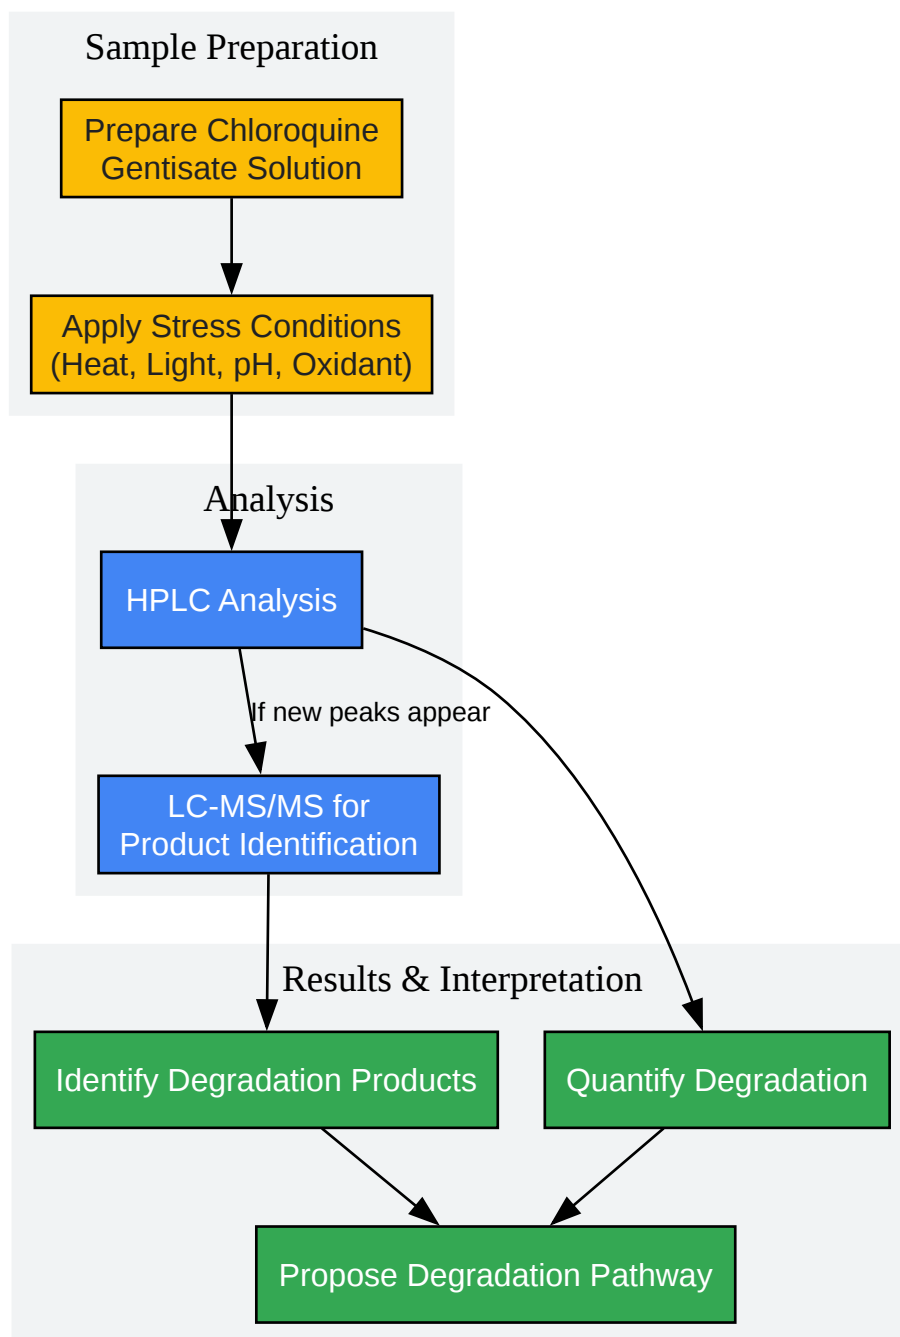 Sample Preparation
Prepare Chloroquine
Gentisate Solution
Apply Stress Conditions
(Heat, Light, pH, Oxidant)
Analysis
HPLC Analysis
If new peaks appear
LC-MS/MS for
Product Identification
Results & Interpretation
Identify Degradation Products
Quantify Degradation
Propose Degradation Pathway